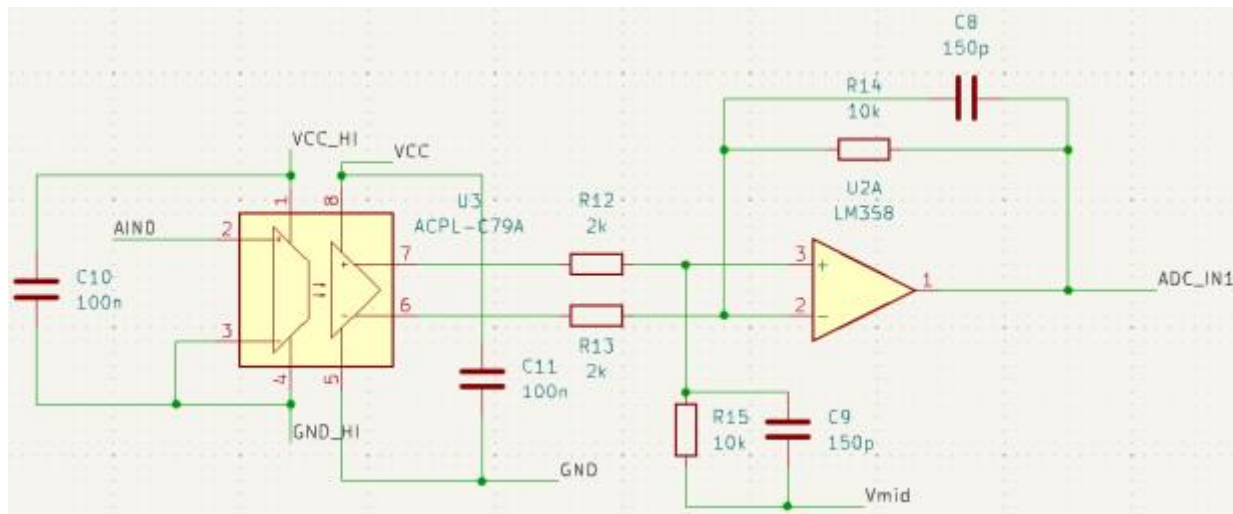 C8
150p
R14
10k
VCC_HI
VCC
1
8
U3
ACPL-C79A
R12
2k
U2A
LM358
AIND
2
7
3
+
1
ADC_IN1
C10
100n
6
2
-
3
R13
2k
4
5
C11
100n
GND_HI
R15
10k
C9
150p
GND
Vmid